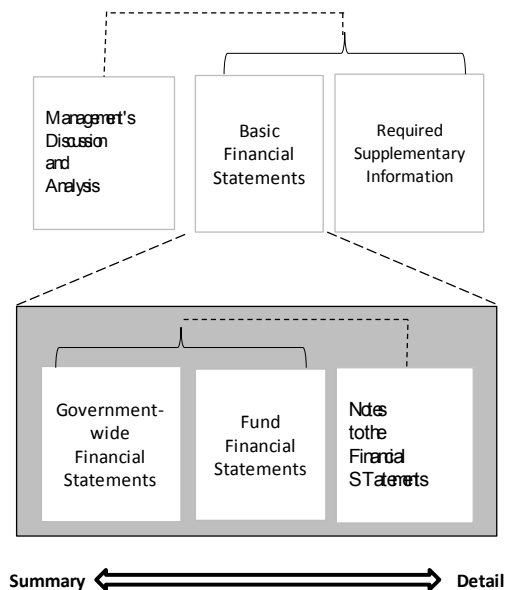 Management's
Discussion
and
Analysis
Basic
Financial
Statements
Required
Supplementary
Information
Government-
wide
Financial
Statements
Fund
Financial
Statements
Notes
to the
Financial
STatements
Summary
Detail